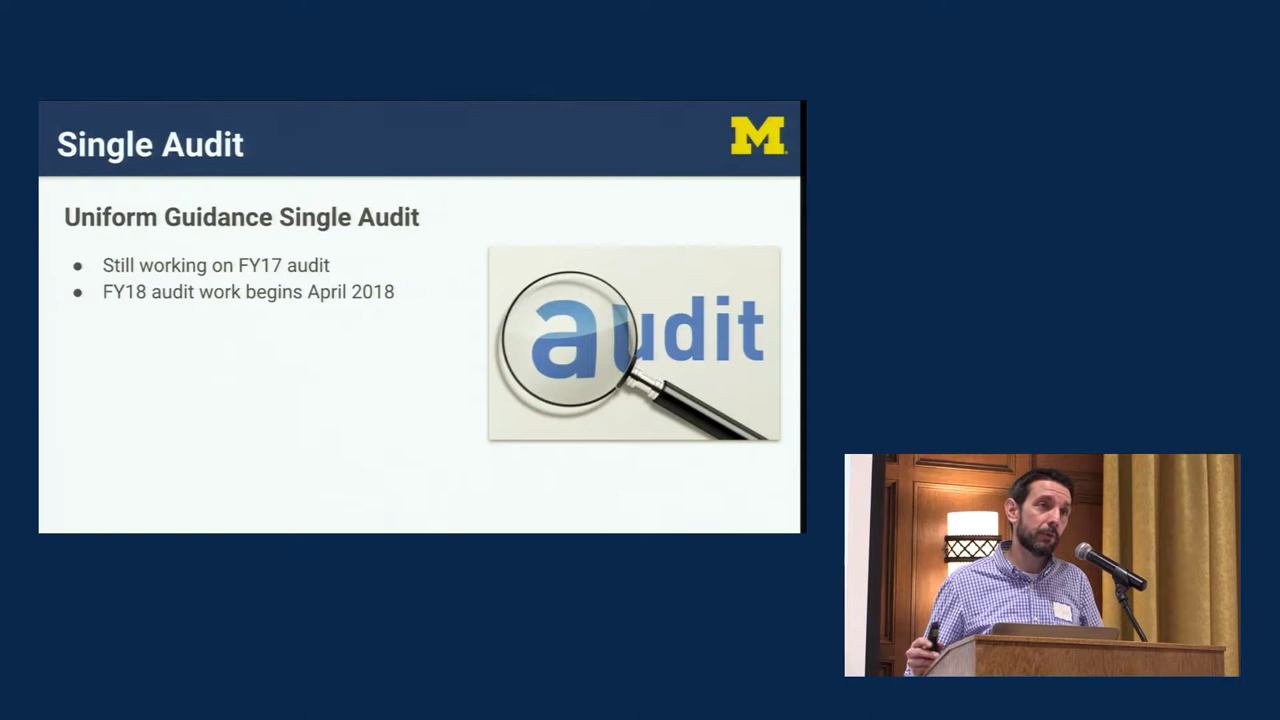 Single Audit
M
Uniform Guidance Single Audit
● Still working on FY17 audit
● FY18 audit work begins April 2018
audit